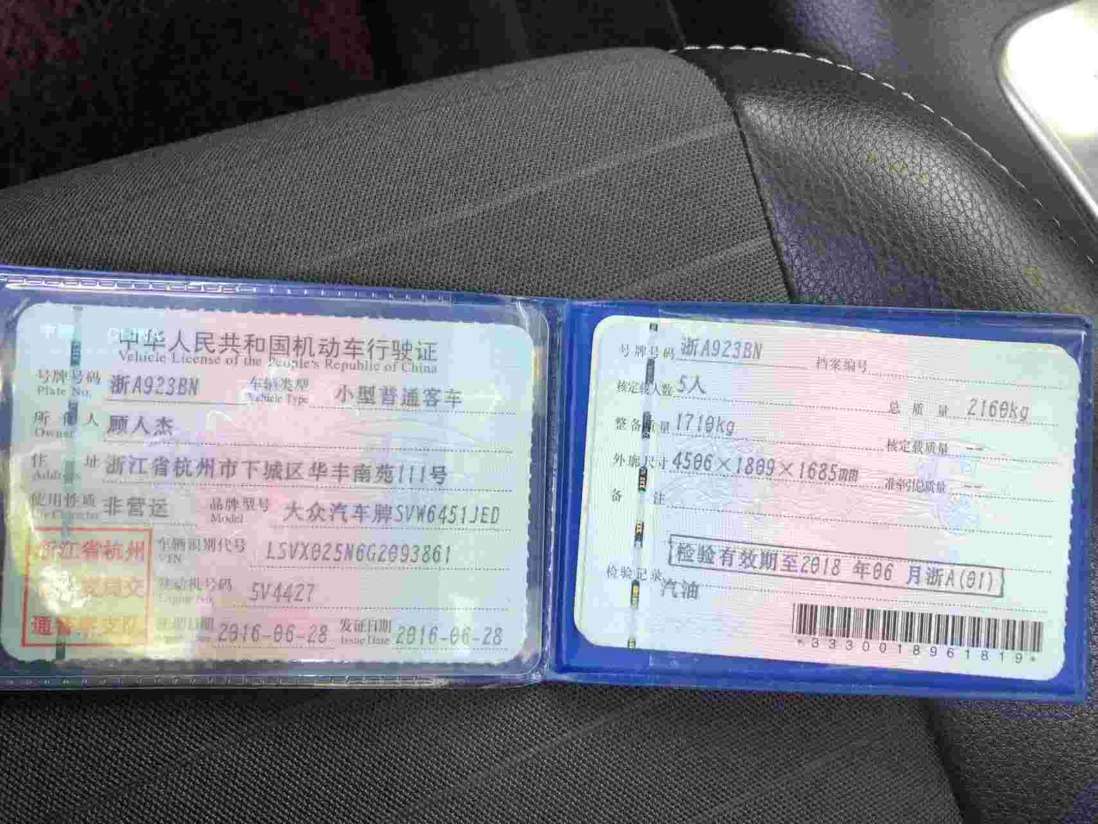 中华人民共和国机动车行驶证
Vehicle License of the People's Republic of China
号牌号码 浙A923BN 车辆类型 小型普通客车
Plate No. Vehicle Type
所有人 顾人杰
Owner
住址 浙江省杭州市下城区华丰南苑111号
Address
使用性质 非营运 品牌型号 大众汽车牌SVW6451JED
Use Character Model
浙江省杭州
市公安局交
通警察支队
车辆识别代号 LSVX025N6G2093861
VIN
发动机号码 5V4427
Engine No.
注册日期 2016-06-28 发证日期 2016-06-28
Issue Date
号牌号码 浙A923BN 档案编号
核定载人数 5人 总质量 2160kg
整备质量 1710kg 核定载质量 --
外廓尺寸 4506×1809×1685mm 准牵引总质量 --
备注
检验有效期至2018年06月浙A(01)
检验记录
汽油
*3330018961819*